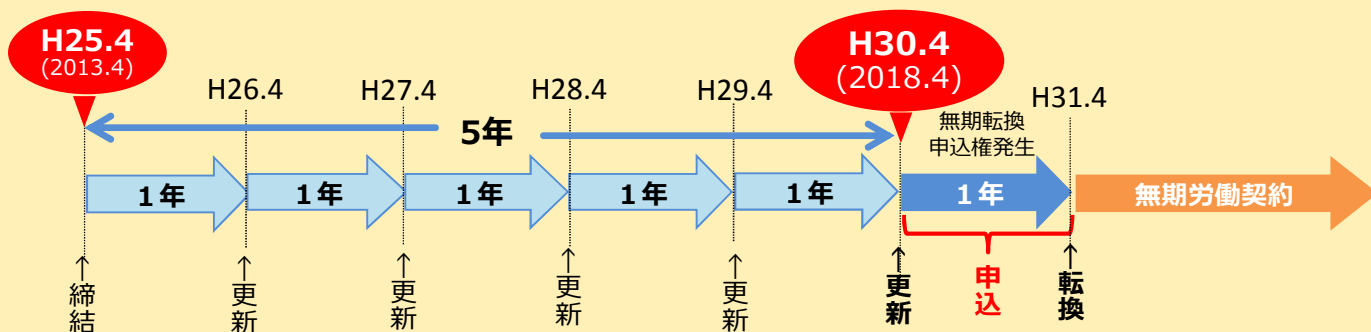 H25.4
(2013.4)
H26.4
H27.4
H28.4
H29.4
H30.4
(2018.4)
H31.4
5年
無期転換
申込権発生
1年
1年
1年
1年
1年
1年
無期労働契約
↑締結
↑更新
↑更新
↑更新
↑更新
↑更新
申込
↑転換